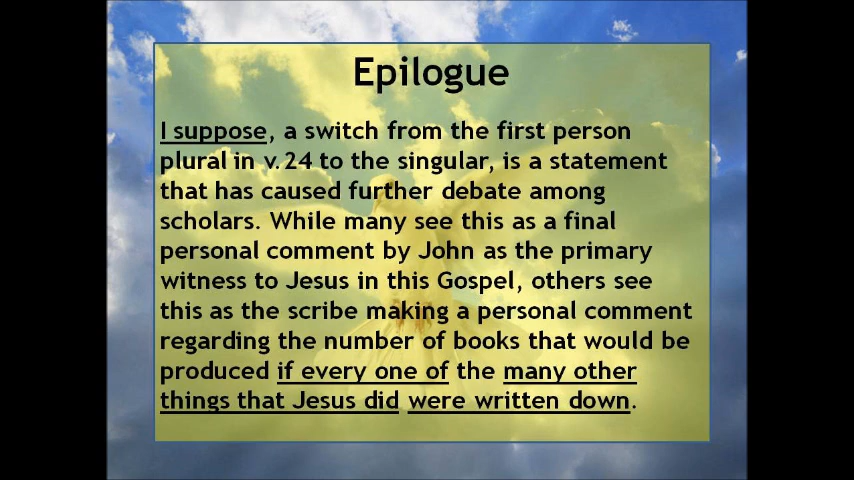 Epilogue
I suppose, a switch from the first person
plural in v.24 to the singular, is a statement
that has caused further debate among
scholars. While many see this as a final
personal comment by John as the primary
witness to Jesus in this Gospel, others see
this as the scribe making a personal comment
regarding the number of books that would be
produced if every one of the many other
things that Jesus did were written down.